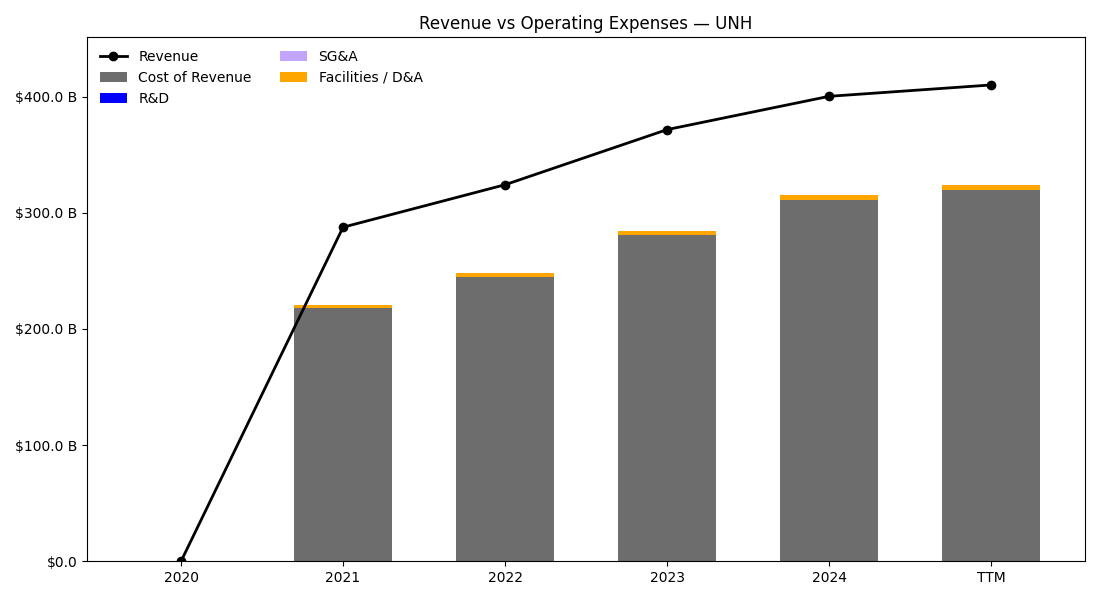 Revenue vs Operating Expenses — UNH
Revenue
Cost of Revenue
R&D
SG&A
Facilities / D&A
$400.0 B
$300.0 B
$200.0 B
$100.0 B
$0.0
2020 2021 2022 2023 2024 TTM